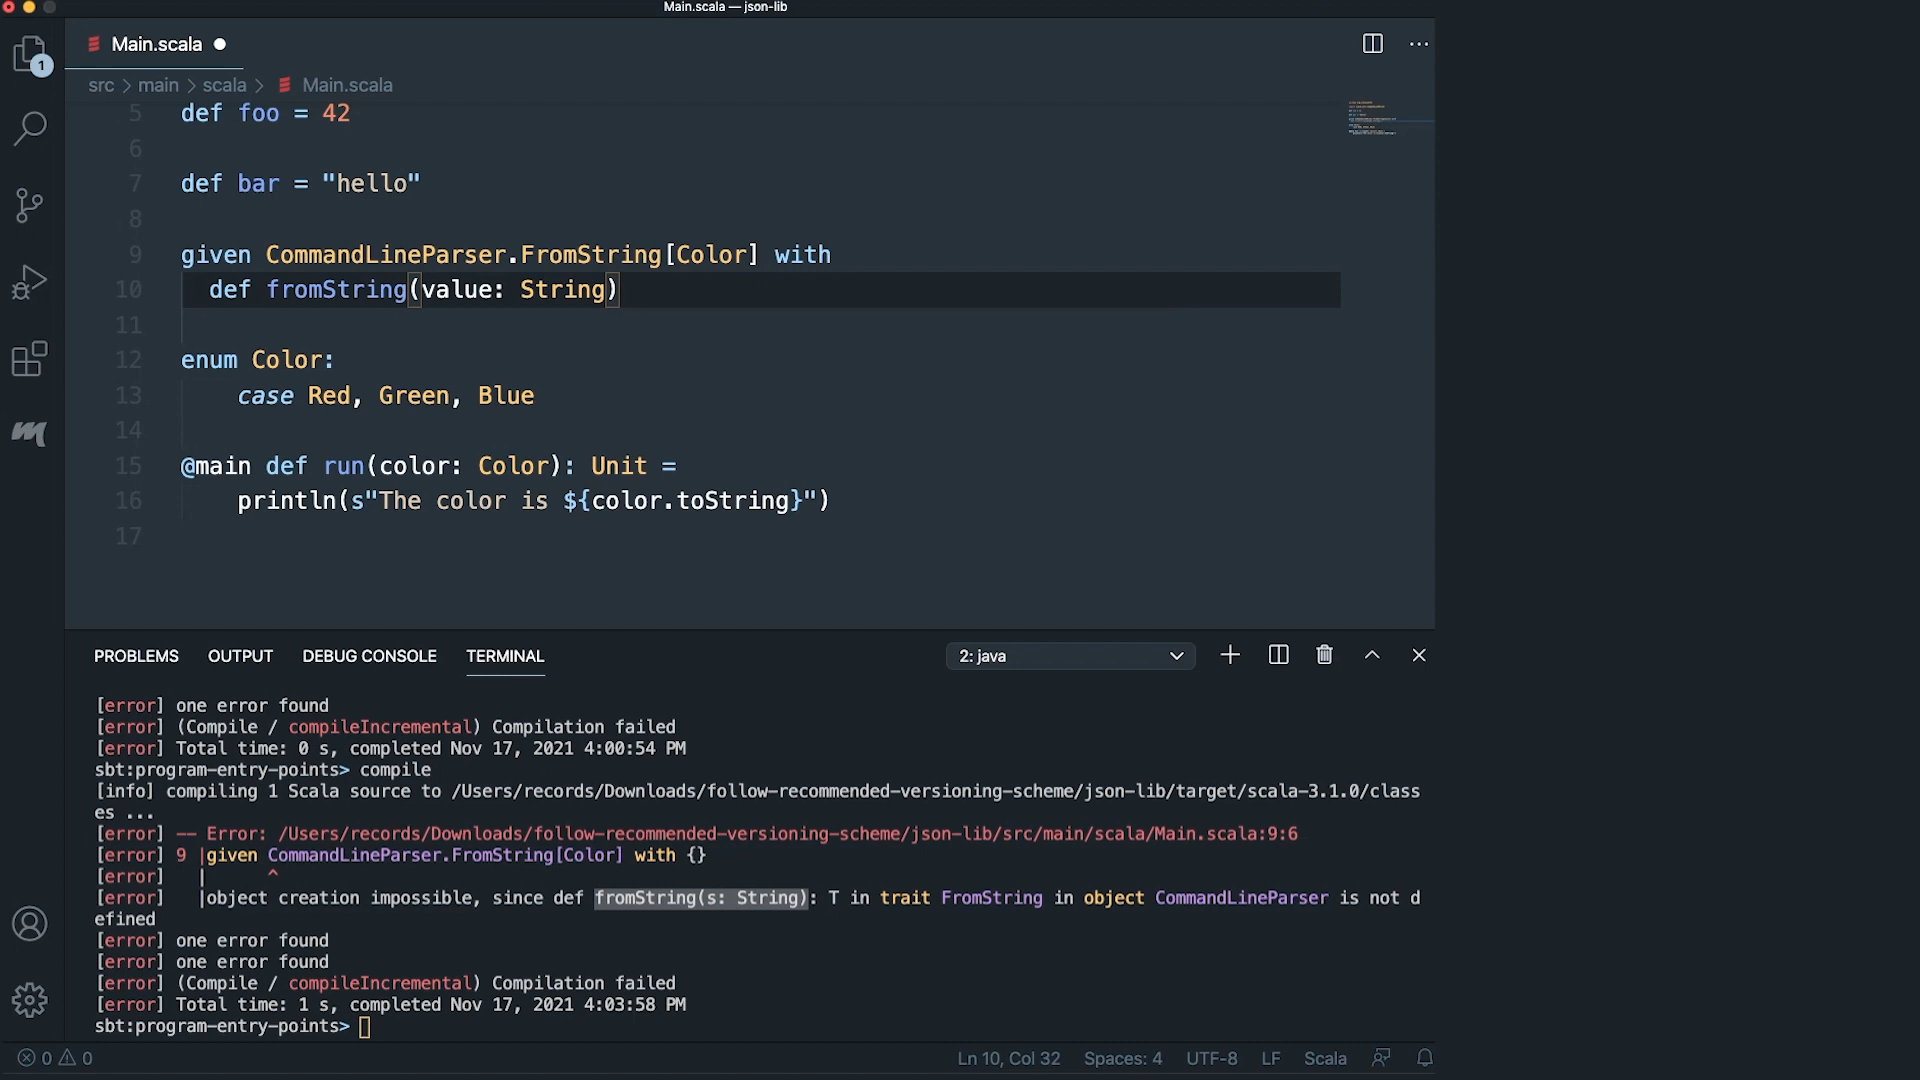 Main.scala — json-lib
Main.scala
1
src > main > scala > Main.scala
5 def foo = 42
6
7 def bar = "hello"
8
9 given CommandLineParser.FromString[Color] with
10 def fromString(value: String)
11
12 enum Color:
13 case Red, Green, Blue
14
15 @main def run(color: Color): Unit =
16 println(s"The color is ${color.toString}")
17
PROBLEMS OUTPUT DEBUG CONSOLE TERMINAL 2: java
[error] one error found
[error] (Compile / compileIncremental) Compilation failed
[error] Total time: 0 s, completed Nov 17, 2021 4:00:54 PM
sbt:program-entry-points> compile
[info] compiling 1 Scala source to /Users/records/Downloads/follow-recommended-versioning-scheme/json-lib/target/scala-3.1.0/class
es ...
[error] -- Error: /Users/records/Downloads/follow-recommended-versioning-scheme/json-lib/src/main/scala/Main.scala:9:6
[error] 9 |given CommandLineParser.FromString[Color] with {}
[error] | ^
[error] |object creation impossible, since def fromString(s: String): T in trait FromString in object CommandLineParser is not d
efined
[error] one error found
[error] one error found
[error] (Compile / compileIncremental) Compilation failed
[error] Total time: 1 s, completed Nov 17, 2021 4:03:58 PM
sbt:program-entry-points>
0 0 Ln 10, Col 32 Spaces: 4 UTF-8 LF Scala